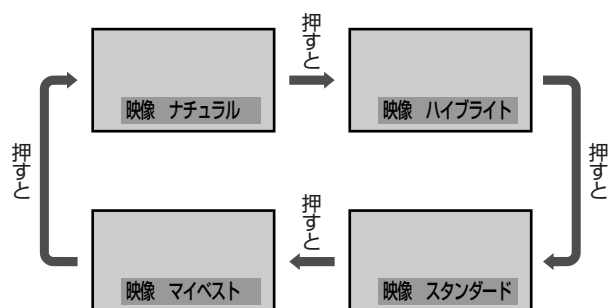 押すと
映像 ナチュラル
映像 ハイブライト
押すと
押すと
押すと
映像 マイベスト
映像 スタンダード